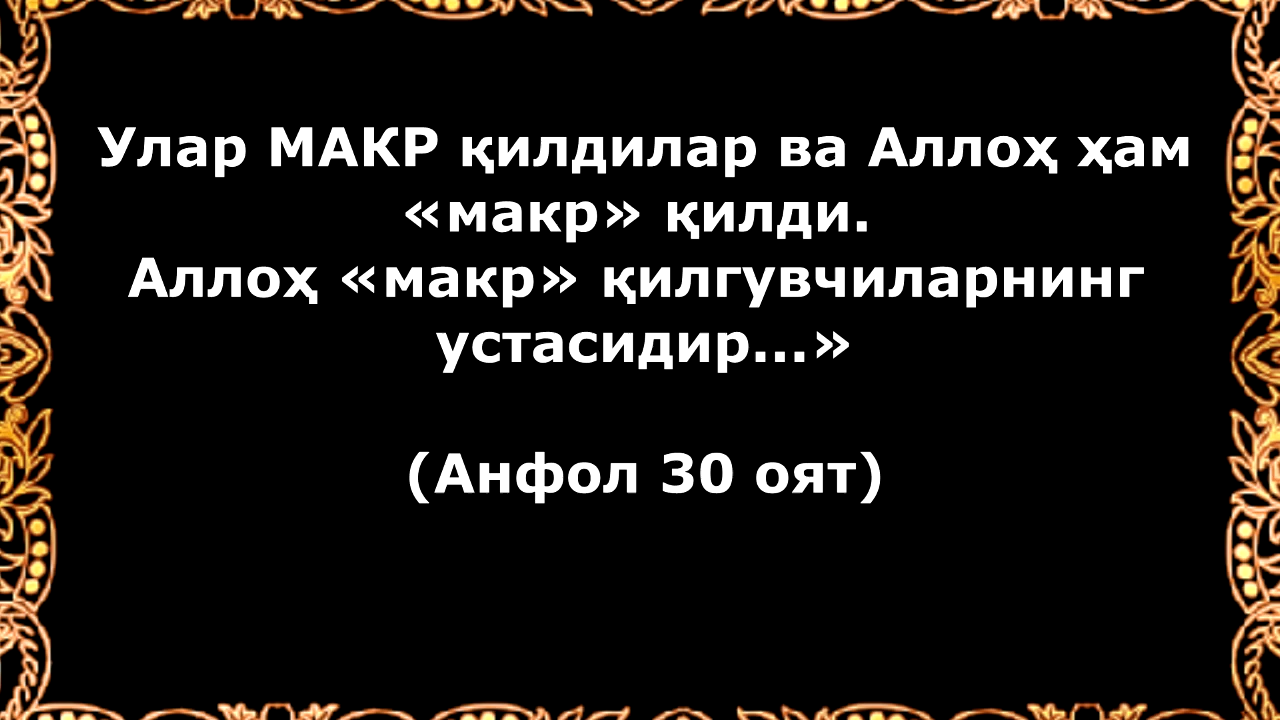 Улар МАКР қилдилар ва Аллоҳ ҳам
«макр» қилди.
Аллоҳ «макр» қилгувчиларнинг
устасидир...»
(Анфол 30 оят)